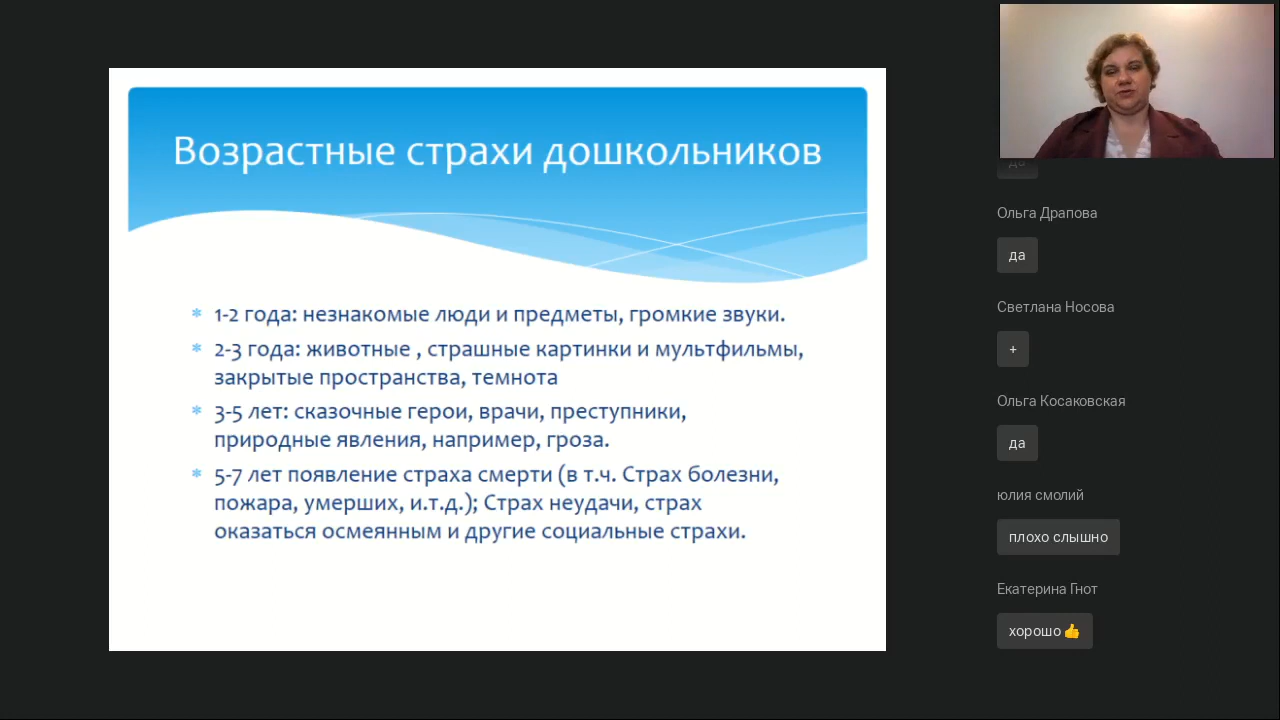 Возрастные страхи дошкольников
1-2 года: незнакомые люди и предметы, громкие звуки.
2-3 года: животные , страшные картинки и мультфильмы,
закрытые пространства, темнота
3-5 лет: сказочные герои, врачи, преступники,
природные явления, например, гроза.
5-7 лет появление страха смерти (в т.ч. Страх болезни,
пожара, умерших, и.т.д.); Страх неудачи, страх
оказаться осмеянным и другие социальные страхи.
Ольга Драпова
да
Светлана Носова
+
Ольга Косаковская
да
юлия смолий
плохо слышно
Екатерина Гнот
хорошо 👍